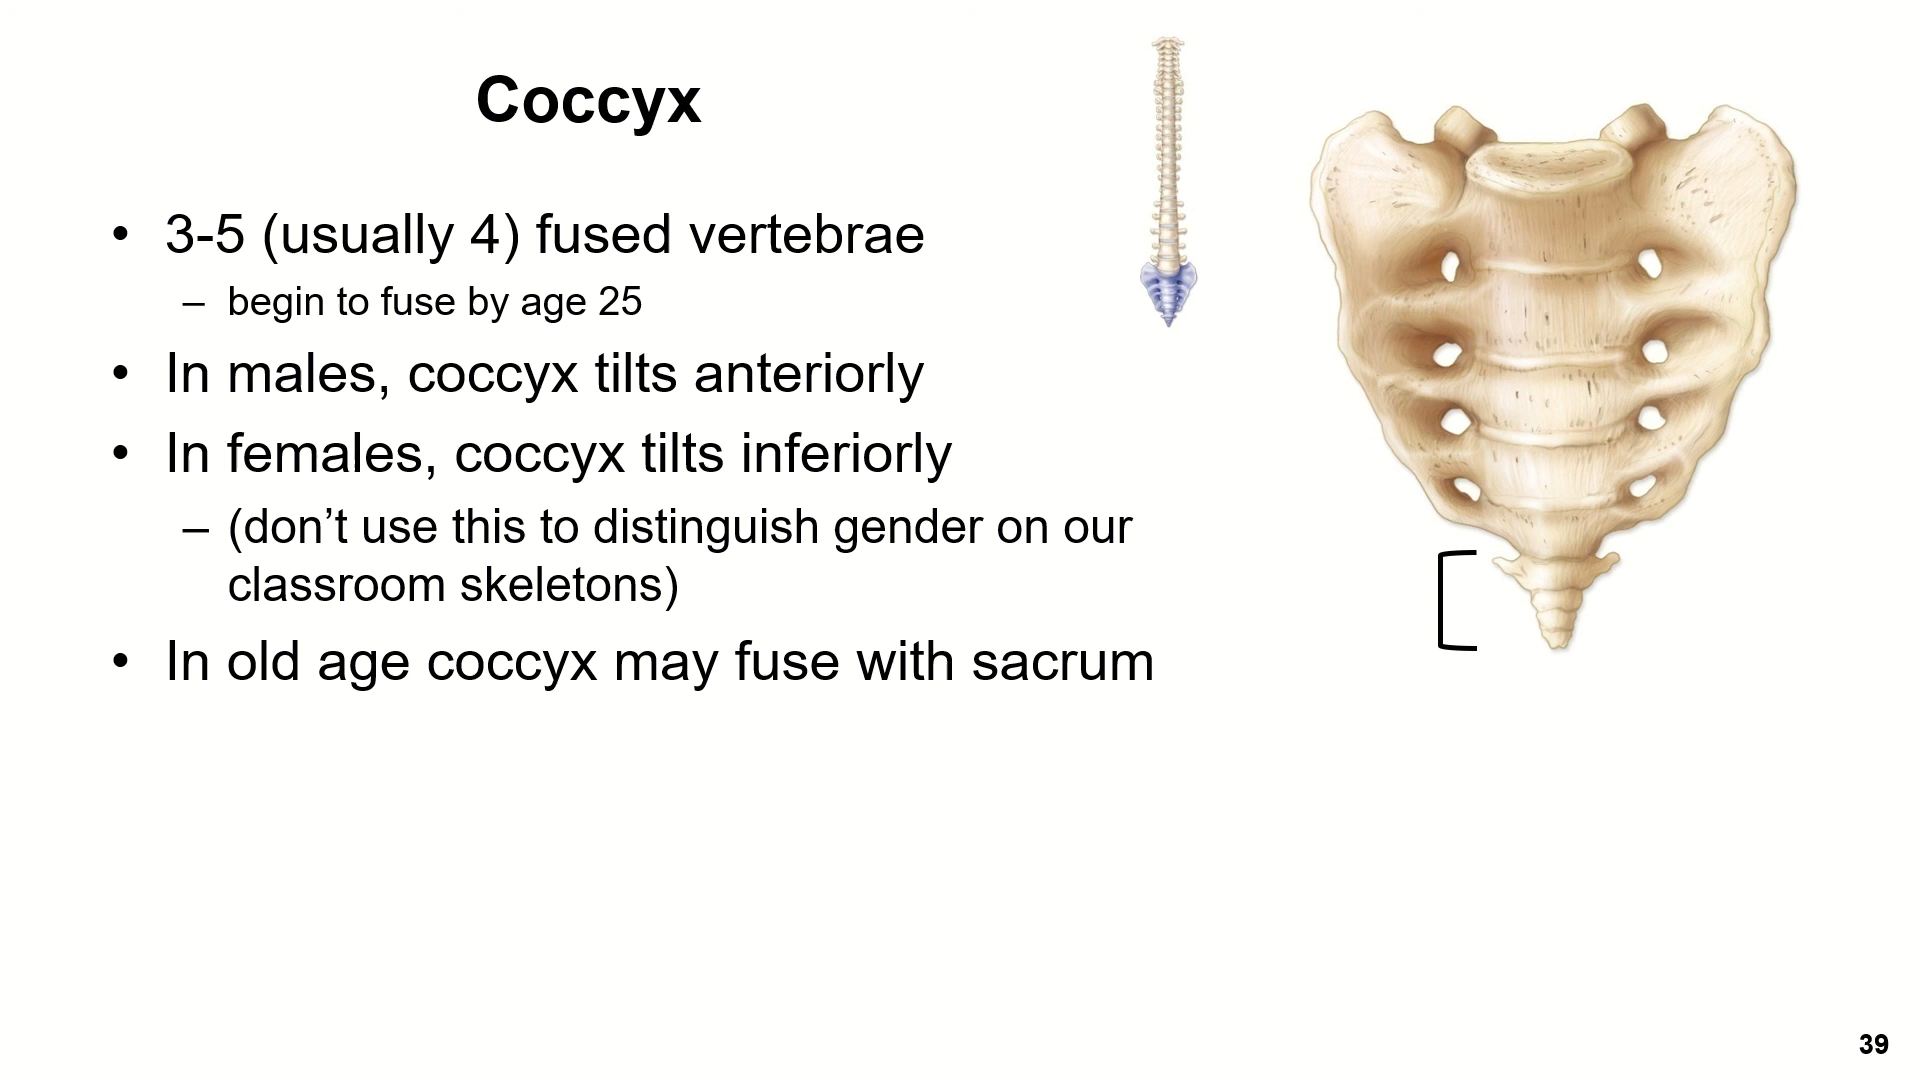 Coccyx
• 3-5 (usually 4) fused vertebrae
– begin to fuse by age 25
• In males, coccyx tilts anteriorly
• In females, coccyx tilts inferiorly
– (don’t use this to distinguish gender on our
classroom skeletons)
• In old age coccyx may fuse with sacrum
39